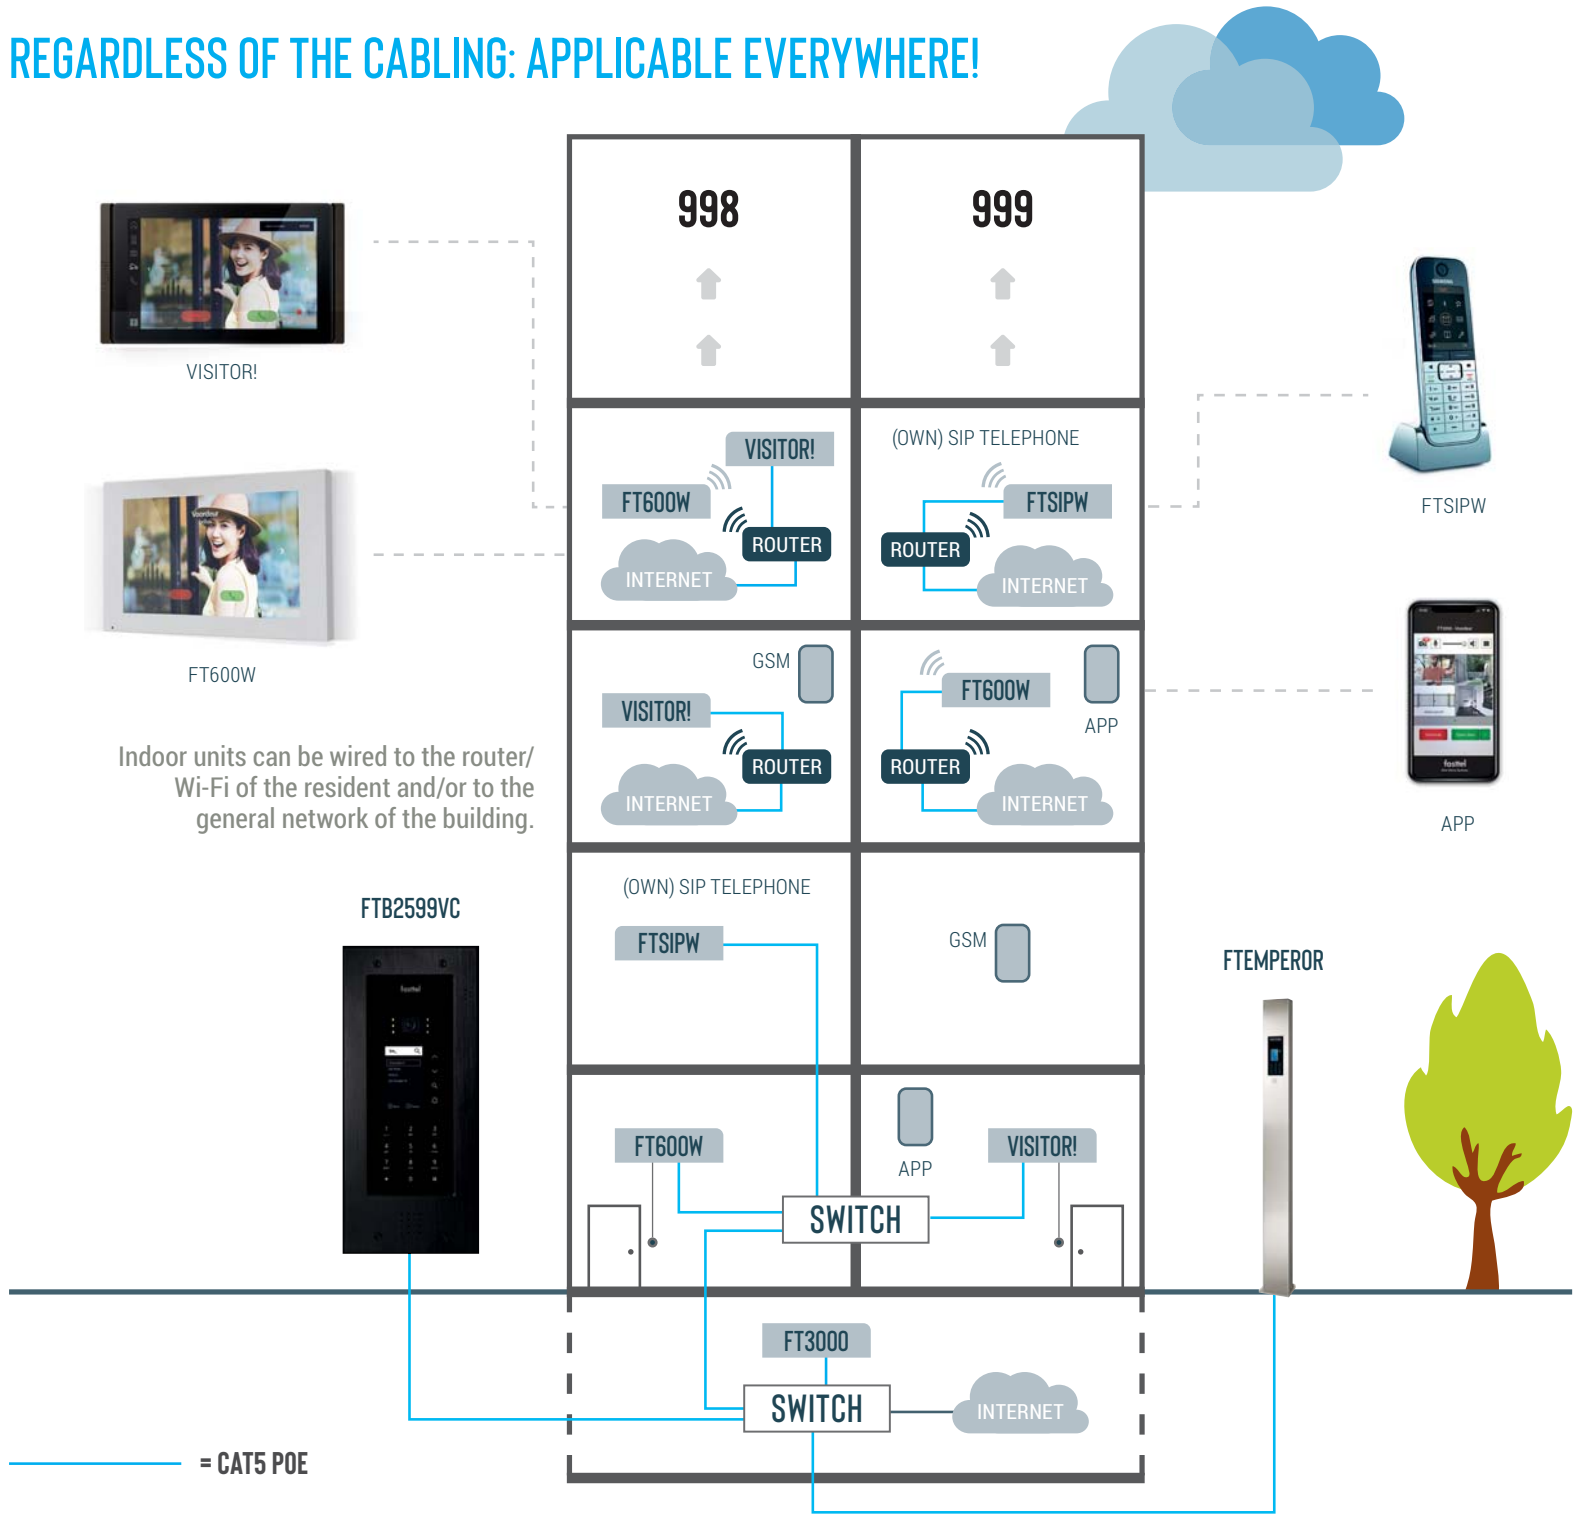 REGARDLESS OF THE CABLING: APPLICABLE EVERYWHERE!
998
999
VISITOR!
FT600W
VISITOR!
FT600W
ROUTER
INTERNET
(OWN) SIP TELEPHONE
FTSIPW
ROUTER
INTERNET
FTSIPW
GSM
VISITOR!
ROUTER
INTERNET
FT600W
APP
ROUTER
INTERNET
fasttel
APP
Indoor units can be wired to the router/
Wi-Fi of the resident and/or to the
general network of the building.
(OWN) SIP TELEPHONE
FTSIPW
GSM
FTB2599VC
fasttel
FTEMPEROR
FT600W
APP
VISITOR!
SWITCH
FT3000
SWITCH
INTERNET
= CAT5 POE